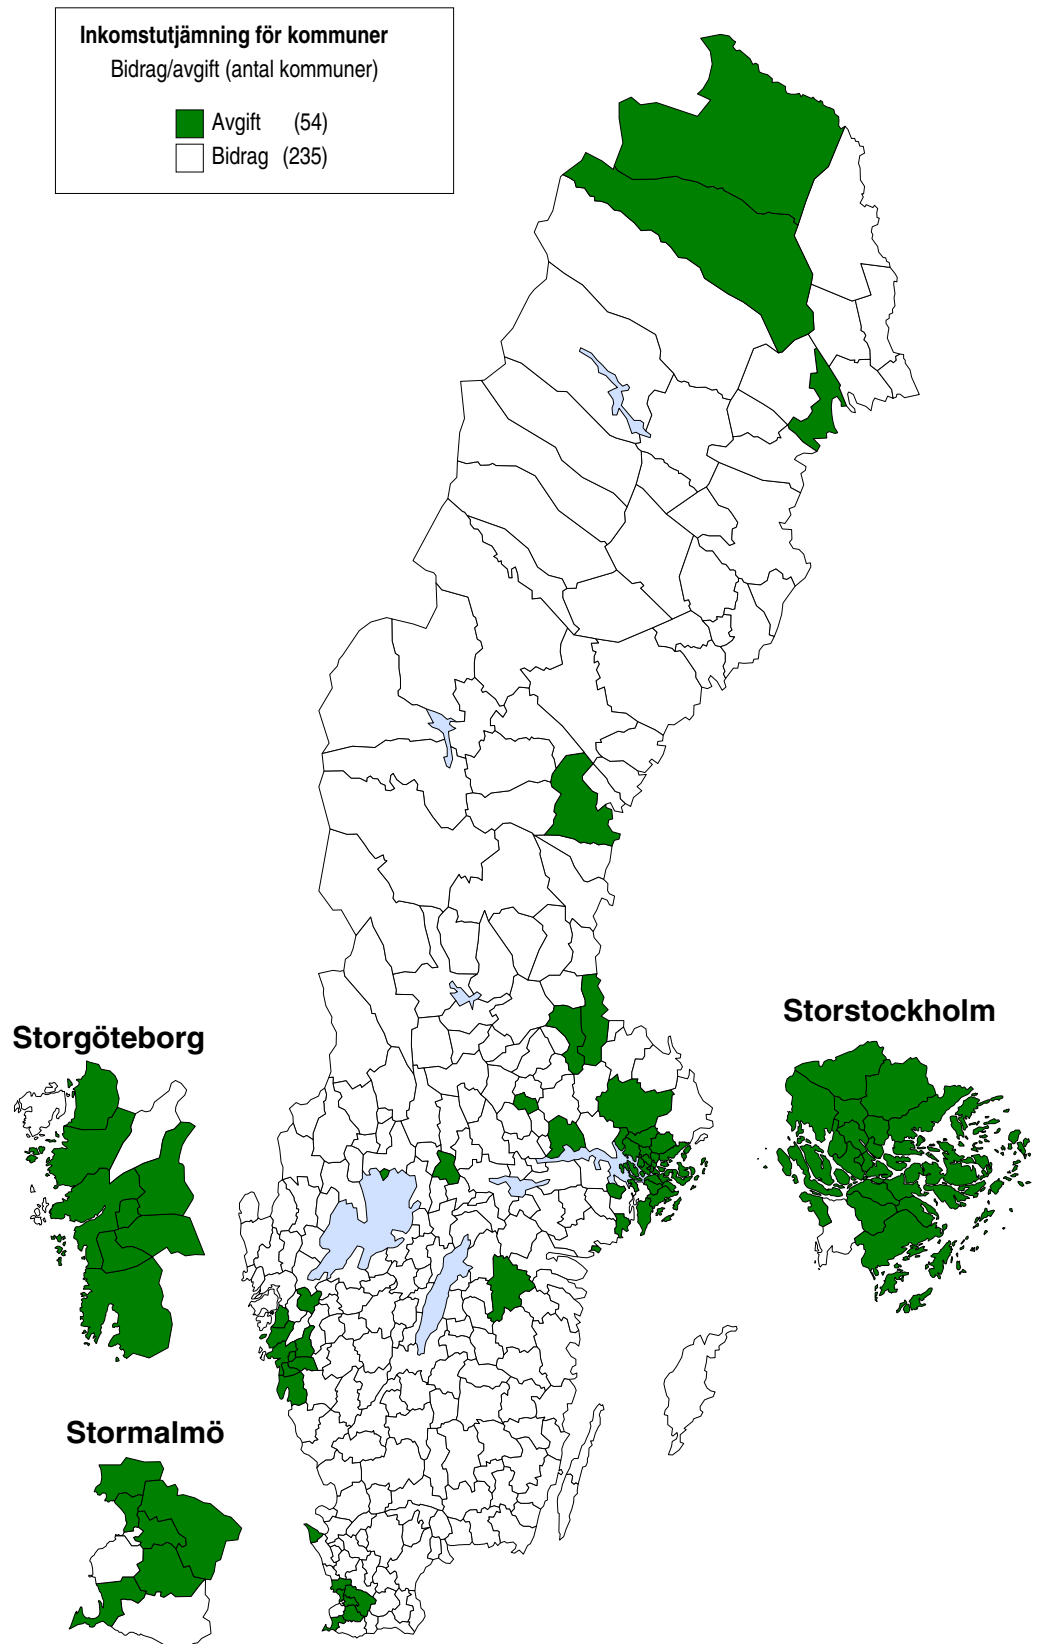 Inkomstutjämning för kommuner
Bidrag/avgift (antal kommuner)
Avgift (54)
Bidrag (235)
Storstockholm
Storgöteborg
Stormalmö